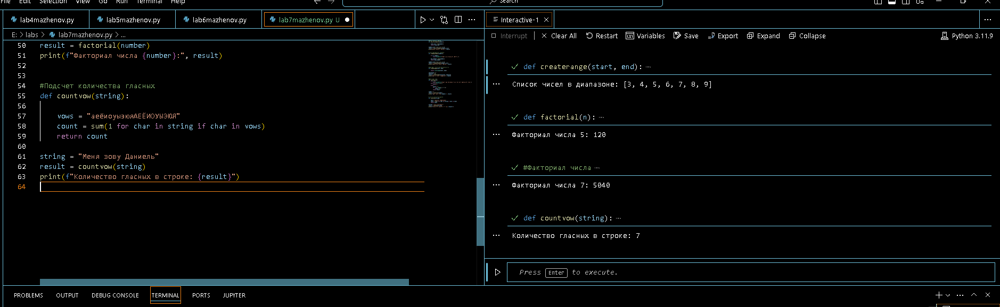 File Edit Selection View Go Run Terminal Help
Search
lab4mazhenov.py lab5mazhenov.py lab6mazhenov.py lab7mazhenov.py U
E: > labs > lab7mazhenov.py > ...
50 result = factorial(number)
51 print(f"Факториал числа {number}:", result)
52
53
54 #Подсчет количества гласных
55 def countvow(string):
56
57 vows = "аеёиоуыэюяАЕЁИОУЫЭЮЯ"
58 count = sum(1 for char in string if char in vows)
59 return count
60
61 string = "Меня зову Даниель"
62 result = countvow(string)
63 print(f"Количество гласных в строке: {result}")
64
Interactive-1
Interrupt | Clear All Restart Variables Save Export Expand Collapse Python 3.11.9
def createrange(start, end): ...
Список чисел в диапазоне: [3, 4, 5, 6, 7, 8, 9]
def factorial(n): ...
Факториал числа 5: 120
#Факториал числа ...
Факториал числа 7: 5040
def countvow(string): ...
Количество гласных в строке: 7
Press Enter to execute.
PROBLEMS OUTPUT DEBUG CONSOLE TERMINAL PORTS JUPYTER